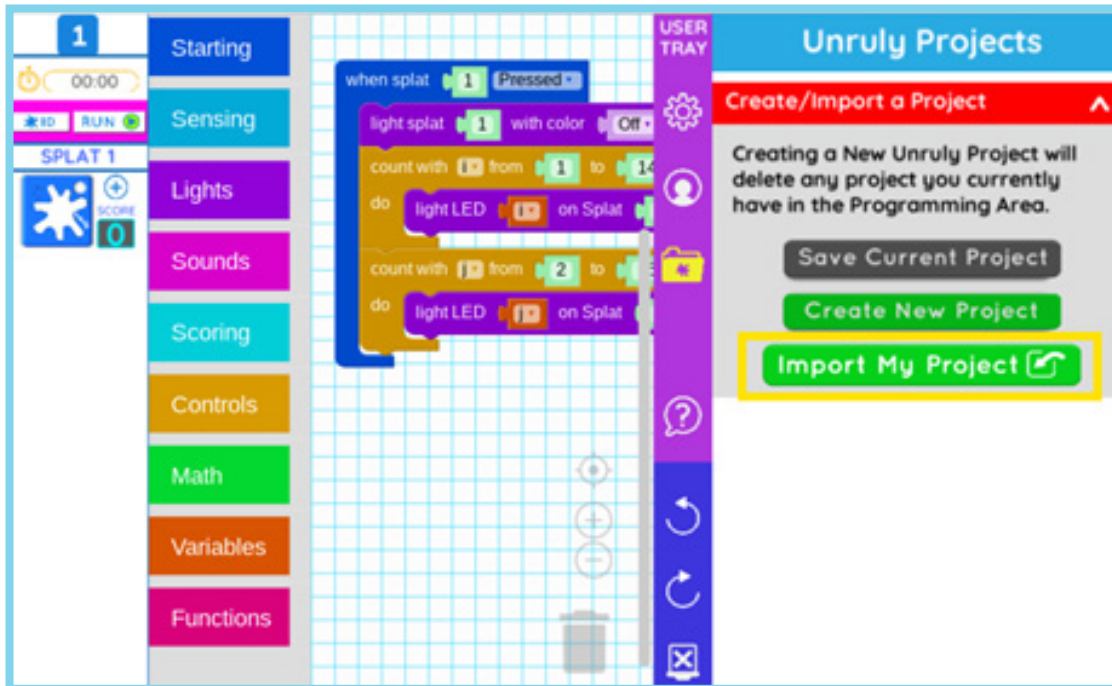 1
00:00
ID RUN
SPLAT 1
SCORE
0
Starting
Sensing
Lights
Sounds
Scoring
Controls
Math
Variables
Functions
when splat 1 Pressed
light splat 1 with color Off
count with i from 1 to 14
do light LED i on Splat
count with j from 2 to
do light LED j on Splat
USER
TRAY
?
Unruly Projects
Create/Import a Project
Creating a New Unruly Project will
delete any project you currently
have in the Programming Area.
Save Current Project
Create New Project
Import My Project